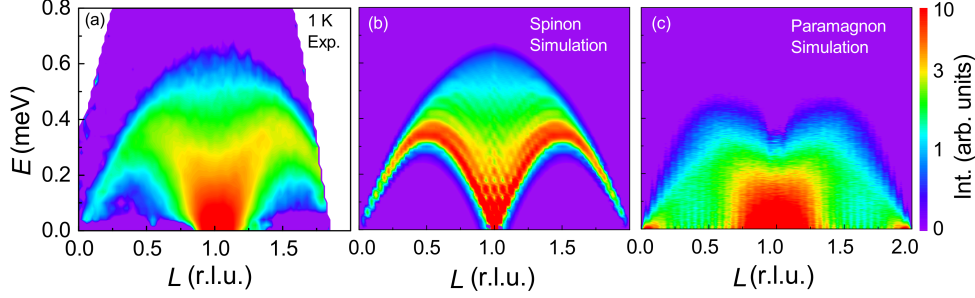 (a) 1 K
Exp.
(b) Spinon
Simulation
(c) Paramagnon
Simulation
E (meV)
0.8
0.6
0.4
0.2
0.0
0.0 0.5 1.0 1.5
L (r.l.u.)
0.5 1.0 1.5
L (r.l.u.)
0.0 0.5 1.0 1.5 2.0
L (r.l.u.)
10
3
1
0
Int. (arb. units)